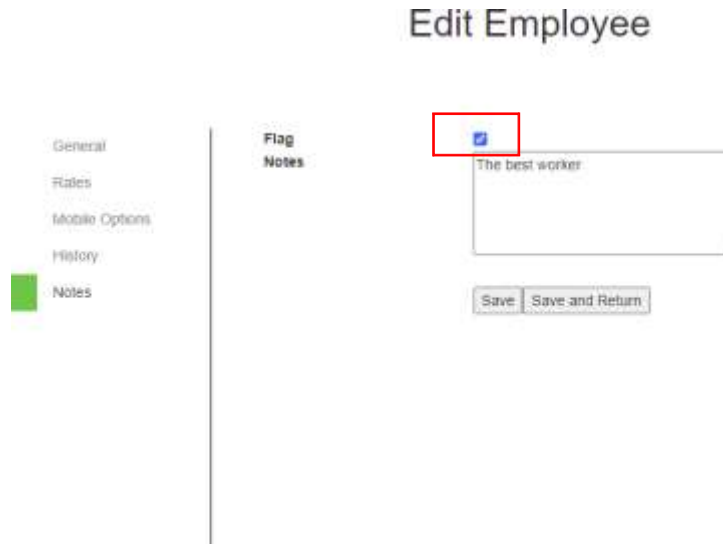 Edit Employee
General
Rates
Mobile Options
History
Notes
Flag
Notes
The best worker
Save
Save and Return